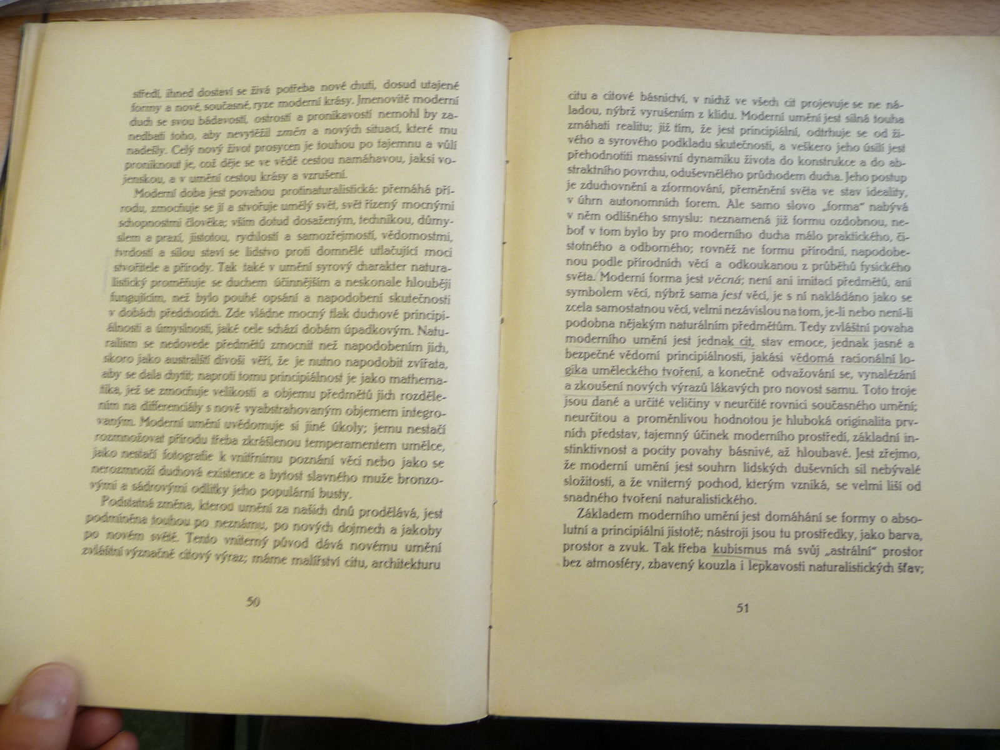 středí, ihned dostaví se živá potřeba nové chuti, dosud utajené
formy a nové, současné, ryze moderní krásy. Jmenovitě moderní
duch se svou bádavostí, ostrostí a pronikavostí nemohl by za-
nedbati toho, aby nevytěžil změn a nových situací, které mu
nadešly. Celý nový život prosycen je touhou po tajemnu a vůlí
proniknout je, což děje se ve vědě cestou namáhavou, jaksi vo-
jenskou, a v umění cestou krásy a vzrušení.
Moderní doba jest povahou protinaturalistická: přemáhá pří-
rodu, zmocňuje se jí a stvořuje umělý svět, svět řízený mocnými
schopnostmi člověka; vším dotud dosaženým, technikou, důmy-
slem a praxí, jistotou, rychlostí a samozřejmostí, vědomostmi,
tvrdostí a silou staví se lidstvo proti domnělé utlačující moci
stvořitele a přírody. Tak také v umění syrový charakter natura-
listický proměňuje se duchem účinnějším a neskonale hlouběji
fungujícím, než bylo pouhé opsání a napodobení skutečnosti
v dobách předchozích. Zde vládne mocný tlak duchové principi-
álnosti a úmyslnosti, jaké cele schází dobám úpadkovým. Natu-
ralism se nedovede předmětů zmocnit než napodobením jich,
skoro jako australští divoši věří, že je nutno napodobit zvířata,
aby se dala chytit; naproti tomu principiálnost je jako mathema-
tika, jež se zmocňuje velikosti a objemu předmětů jich rozděle-
ním na differenciály s nově vyabstrahovaným objemem integro-
vaným. Moderní umění uvědomuje si jiné úkoly; jemu nestačí
rozmnožovat přírodu třeba zkrášlenou temperamentem umělce,
jako nestačí fotografie k vnitřnímu poznání věcí nebo jako se
nerozmnoží duchová existence a bytost slavného muže bronzo-
vými a sádrovými odlitky jeho populární busty.
Podstatná změna, kterou umění za našich dnů prodělává, jest
podmíněna touhou po neznámu, po nových dojmech a jakoby
po novém světě. Tento vniterný původ dává novému umění
zvláštní význačně citový výraz; máme malířství citu, architekturu
50
citu a citové básnictví, v nichž ve všech cit projevuje se ne ná-
ladou, nýbrž vyrušením z klidu. Moderní umění jest silná touha
zmáhati realitu; již tím, že jest principiální, odtrhuje se od ži-
vého a syrového podkladu skutečnosti, a veškero jeho úsilí jest
přehodnotiti massivní dynamiku života do konstrukce a do ab-
straktního povrchu, oduševnělého průchodem ducha. Jeho postup
je zduchovnění a zformování, přeměnění světa ve stav ideality,
v úhrn autonomních forem. Ale samo slovo „forma“ nabývá
v něm odlišného smyslu: neznamená již formu ozdobnou, ne-
boť v tom bylo by pro moderního ducha málo praktického, či-
stotného a odborného; rovněž ne formu přírodní, napodobe-
nou podle přírodních věcí a odkoukanou z průběhů fysického
světa. Moderní forma jest věcná; není ani imitací předmětů, ani
symbolem věcí, nýbrž sama jest věcí, je s ní nakládáno jako se
zcela samostatnou věcí, velmi nezávislou na tom, je-li nebo není-li
podobna nějakým naturálním předmětům. Tedy zvláštní povaha
moderního umění jest jednak cit, stav emoce, jednak jasné a
bezpečné vědomí principiálnosti, jakási vědomá racionální lo-
gika uměleckého tvoření, a konečně odvažování se, vynalézání
a zkoušení nových výrazů lákavých pro novost samu. Toto troje
jsou dané a určité veličiny v neurčité rovnici současného umění;
neurčitou a proměnlivou hodnotou je hluboká originalita prv-
ních představ, tajemný účinek moderního prostředí, základní in-
stinktivnost a pocity povahy básnivé, až hloubavé. Jest zřejmo,
že moderní umění jest souhrn lidských duševních sil nebývalé
složitosti, a že vniterný pochod, kterým vzniká, se velmi liší od
snadného tvoření naturalistického.
Základem moderního umění jest domáhání se formy o abso-
lutní a principiální jistotě; nástroji jsou tu prostředky, jako barva,
prostor a zvuk. Tak třeba kubismus má svůj „astrální“ prostor
bez atmosféry, zbavený kouzla i lepkavosti naturalistických šťav;
51